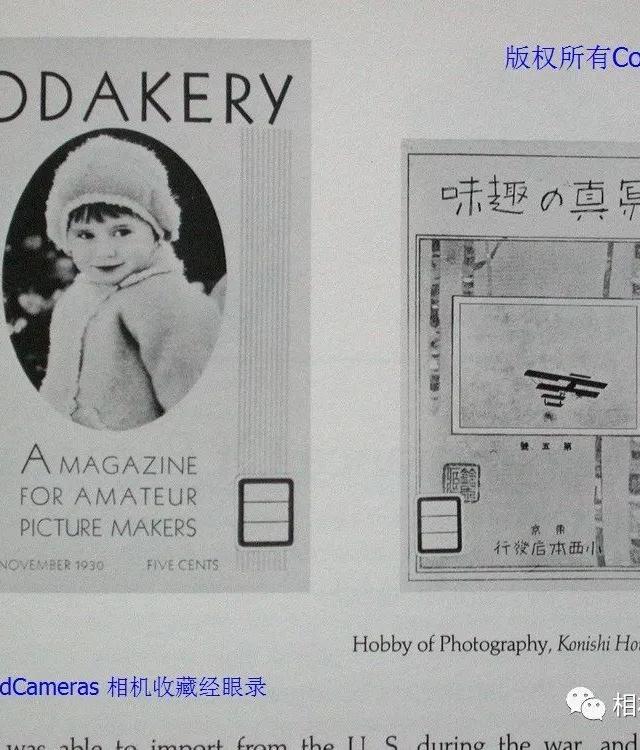 ODAKERY
A MAGAZINE
FOR AMATEUR
PICTURE MAKERS
NOVEMBER 1930 FIVE CENTS
版权所有Co
味趣の真寫
號五第
京東
行發店本西小
Hobby of Photography, Konishi Ho
dCameras 相机收藏经眼录
相
was able to import from the U. S. during the war, and